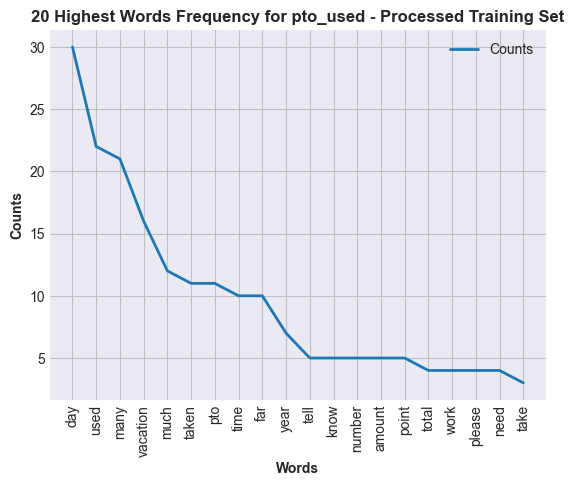 20 Highest Words Frequency for pto_used - Processed Training Set
Counts
30
25
20
15
10
5
Counts
day
used
many
vacation
much
taken
pto
time
far
year
tell
know
number
amount
point
total
work
please
need
take
Words